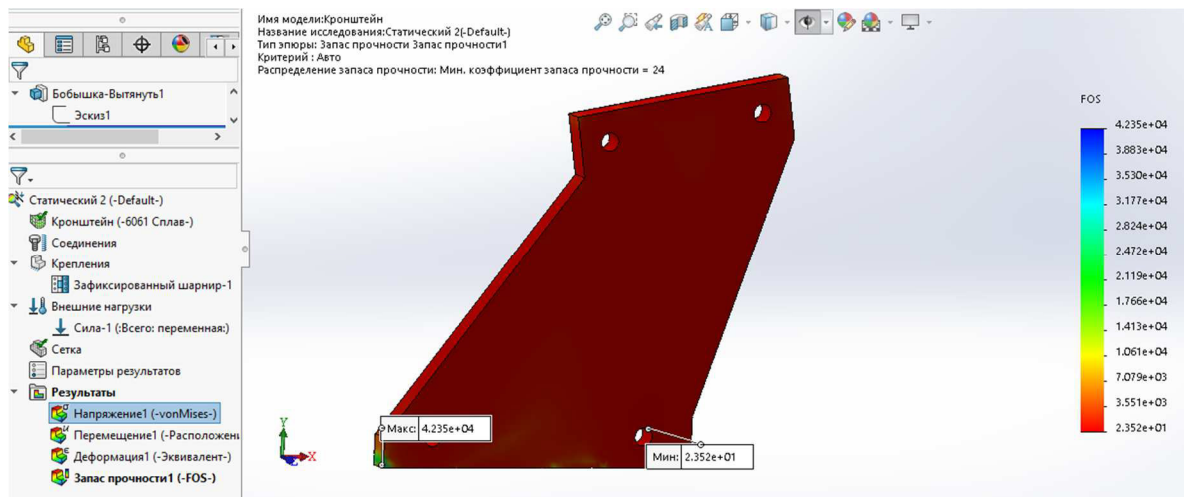 Имя модели:Кронштейн
Название исследования:Статический 2(-Default-)
Тип эпюры: Запас прочности Запас прочности1
Критерий : Авто
Распределение запаса прочности: Мин. коэффициент запаса прочности = 24
Бобышка-Вытянуть1
Эскиз1
Статический 2 (-Default-)
Кронштейн (-6061 Сплав-)
Соединения
Крепления
Зафиксированный шарнир-1
Внешние нагрузки
Сила-1 (:Всего: переменная:)
Сетка
Параметры результатов
Результаты
Напряжение1 (-vonMises-)
Перемещение1 (-Расположен
Деформация1 (-Эквивалент-)
Запас прочности1 (-FOS-)
Макс: 4.235e+04
Мин: 2.352e+01
Y
X
FOS
4.235e+04
3.883e+04
3.530e+04
3.177e+04
2.824e+04
2.472e+04
2.119e+04
1.766e+04
1.413e+04
1.061e+04
7.079e+03
3.551e+03
2.352e+01